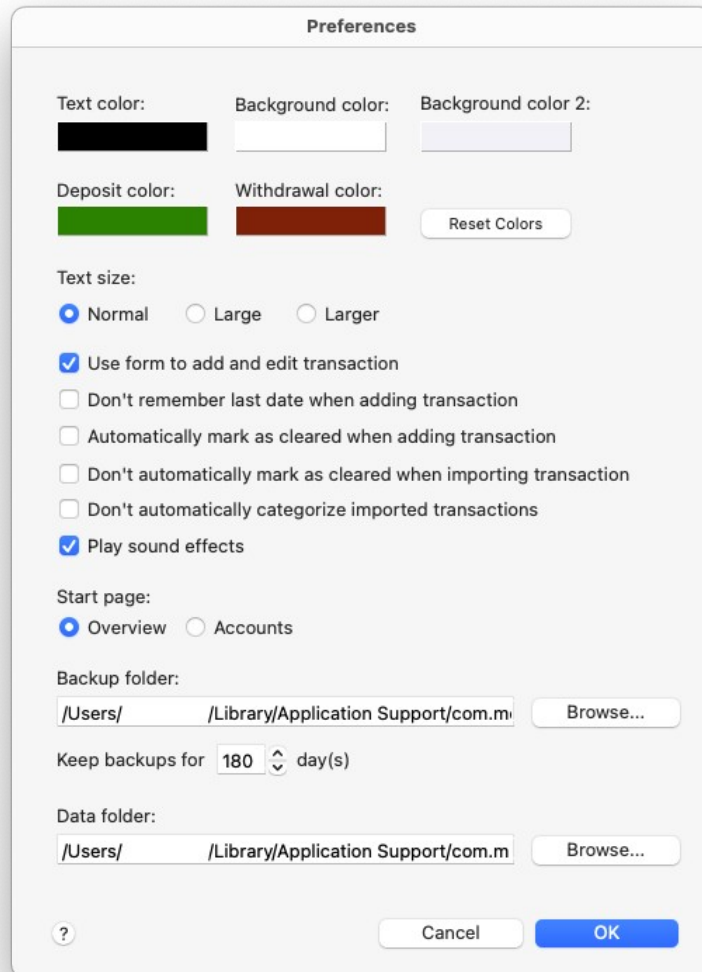 Preferences
Text color: Background color: Background color 2:
Deposit color: Withdrawal color:
Reset Colors
Text size:
Normal Large Larger
Use form to add and edit transaction
Don't remember last date when adding transaction
Automatically mark as cleared when adding transaction
Don't automatically mark as cleared when importing transaction
Don't automatically categorize imported transactions
Play sound effects
Start page:
Overview Accounts
Backup folder:
/Users/ /Library/Application Support/com.m Browse...
Keep backups for 180 day(s)
Data folder:
/Users/ /Library/Application Support/com.m Browse...
? Cancel OK